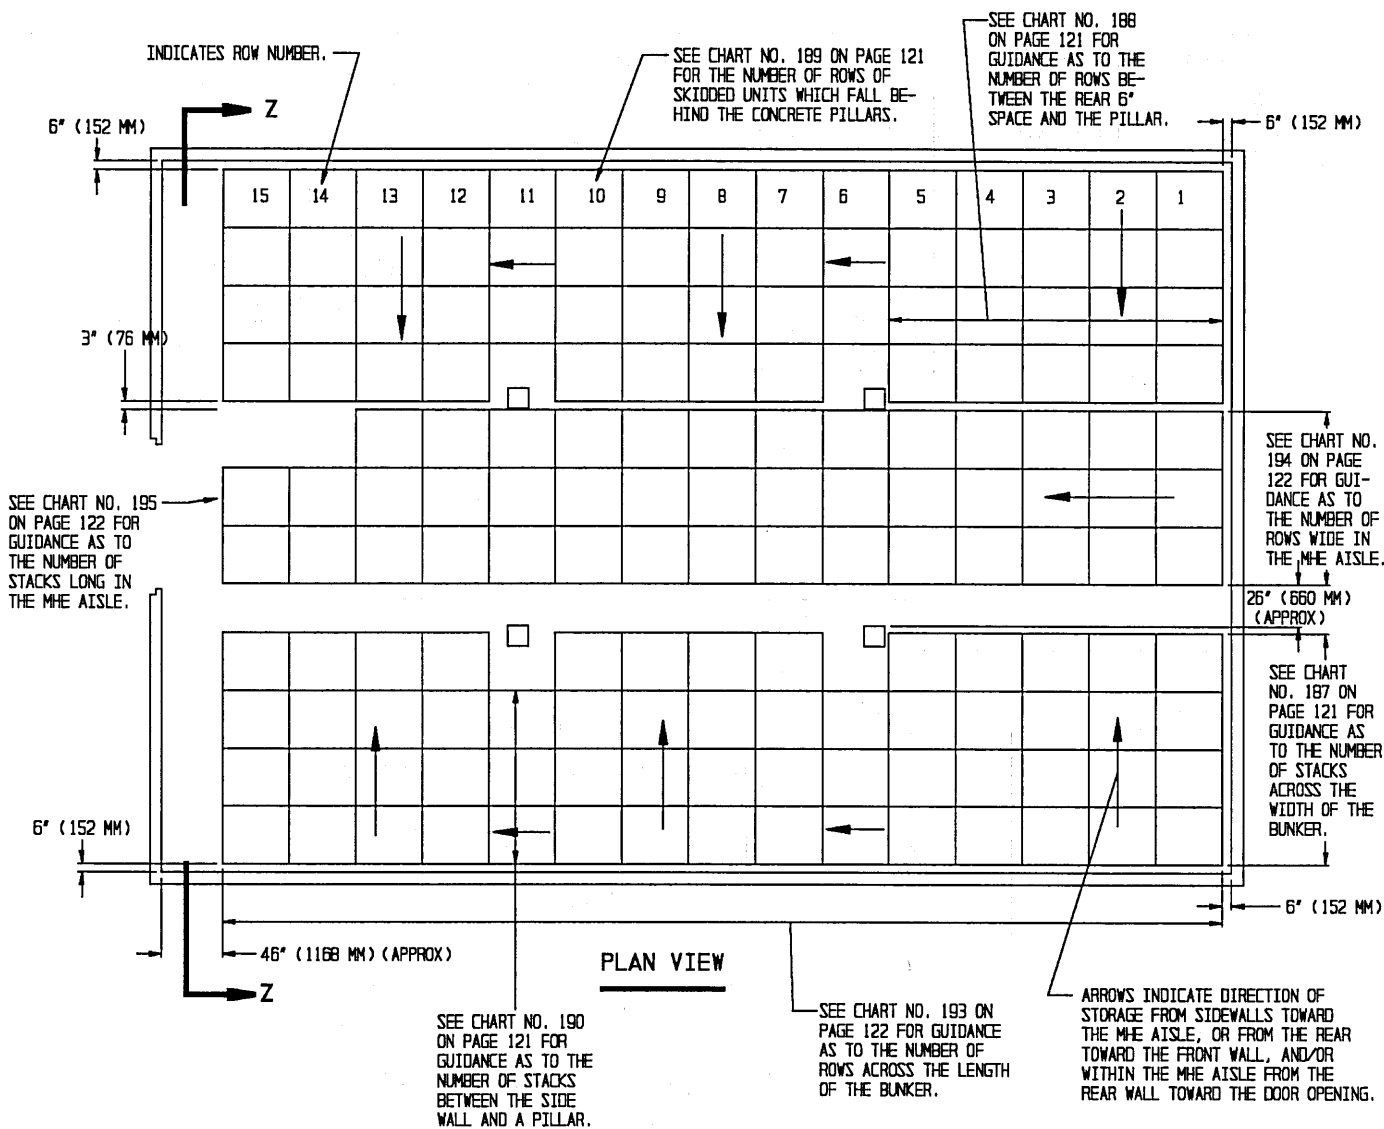 INDICATES ROW NUMBER.
SEE CHART NO. 189 ON PAGE 121
FOR THE NUMBER OF ROWS OF
SKIDDED UNITS WHICH FALL BE-
HIND THE CONCRETE PILLARS.
SEE CHART NO. 188
ON PAGE 121 FOR
GUIDANCE AS TO THE
NUMBER OF ROWS BE-
TWEEN THE REAR 6"
SPACE AND THE PILLAR.
6" (152 MM)
Z
6" (152 MM)
15 14 13 12 11 10 9 8 7 6 5 4 3 2 1
3" (76 MM)
SEE CHART NO.
194 ON PAGE
122 FOR GUI-
DANCE AS TO
THE NUMBER OF
ROWS WIDE IN
THE MHE AISLE.
SEE CHART NO. 195
ON PAGE 122 FOR
GUIDANCE AS TO
THE NUMBER OF
STACKS LONG IN
THE MHE AISLE.
26" (660 MM)
(APPROX)
SEE CHART
NO. 187 ON
PAGE 121 FOR
GUIDANCE AS
TO THE NUMBER
OF STACKS
ACROSS THE
WIDTH OF THE
BUNKER.
6" (152 MM)
6" (152 MM)
46" (1168 MM) (APPROX)
Z
PLAN VIEW
SEE CHART NO. 190
ON PAGE 121 FOR
GUIDANCE AS TO THE
NUMBER OF STACKS
BETWEEN THE SIDE
WALL AND A PILLAR.
SEE CHART NO. 193 ON
PAGE 122 FOR GUIDANCE
AS TO THE NUMBER OF
ROWS ACROSS THE LENGTH
OF THE BUNKER.
ARROWS INDICATE DIRECTION OF
STORAGE FROM SIDEWALLS TOWARD
THE MHE AISLE, OR FROM THE REAR
TOWARD THE FRONT WALL, AND/OR
WITHIN THE MHE AISLE FROM THE
REAR WALL TOWARD THE DOOR OPENING.